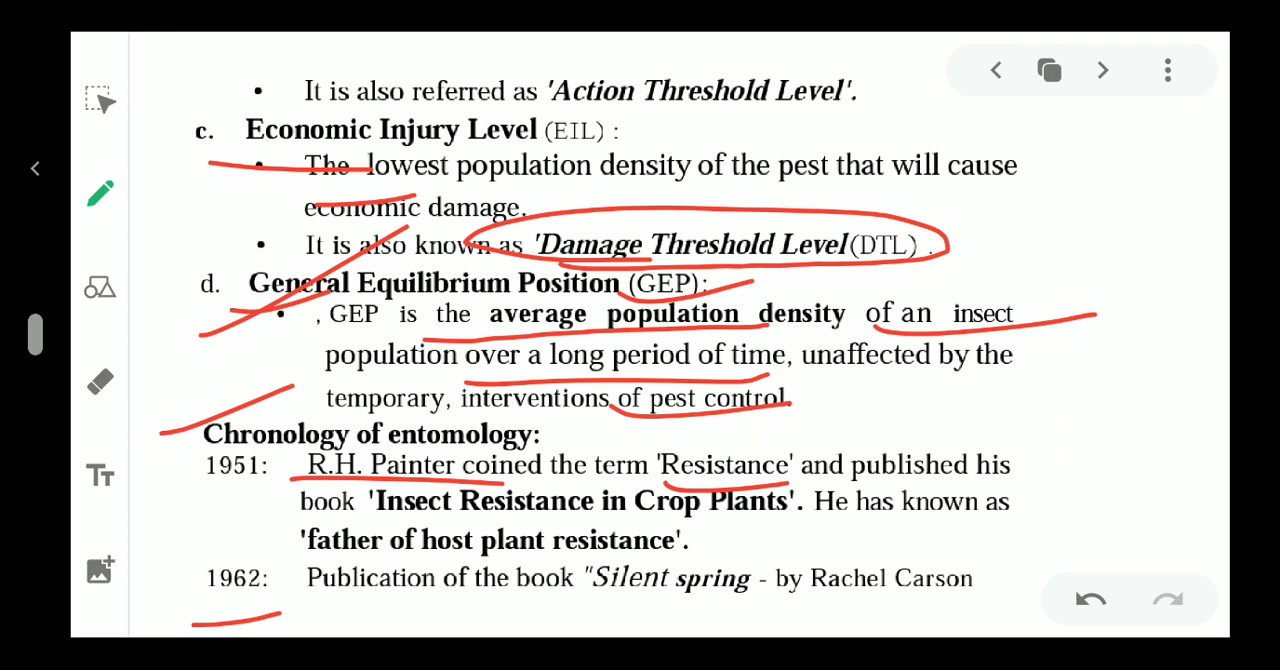 • It is also referred as 'Action Threshold Level'.
c. Economic Injury Level (EIL) :
• The lowest population density of the pest that will cause
economic damage.
• It is also known as 'Damage Threshold Level(DTL) .
d. General Equilibrium Position (GEP):
• , GEP is the average population density of an insect
population over a long period of time, unaffected by the
temporary, interventions of pest control.
Chronology of entomology:
1951: R.H. Painter coined the term 'Resistance' and published his
book 'Insect Resistance in Crop Plants'. He has known as
'father of host plant resistance'.
1962: Publication of the book "Silent spring - by Rachel Carson
Tт